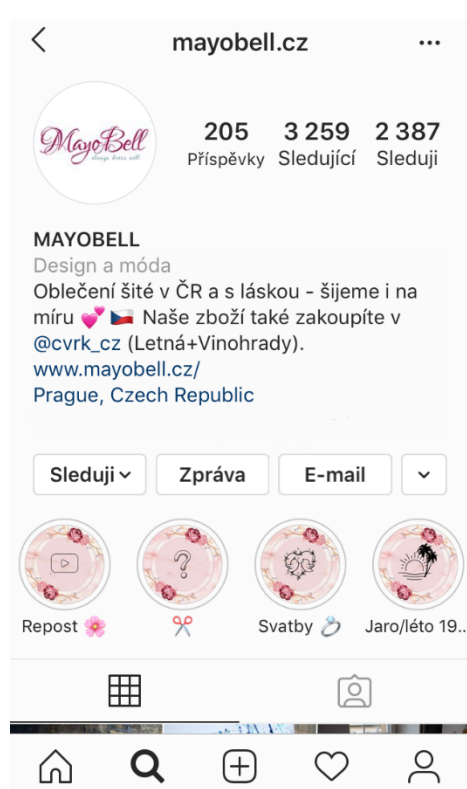 mayobell.cz
MayoBell
always dress well
205 3 259 2 387
Příspěvky Sledující Sleduji
MAYOBELL
Design a móda
Oblečení šité v ČR a s láskou - šijeme i na
míru 💕 🇨🇿 Naše zboží také zakoupíte v
@cvrk_cz (Letná+Vinohrady).
www.mayobell.cz/
Prague, Czech Republic
Sleduji Zpráva E-mail
Repost 🌸 ✂️ Svatby 💍 Jaro/léto 19...